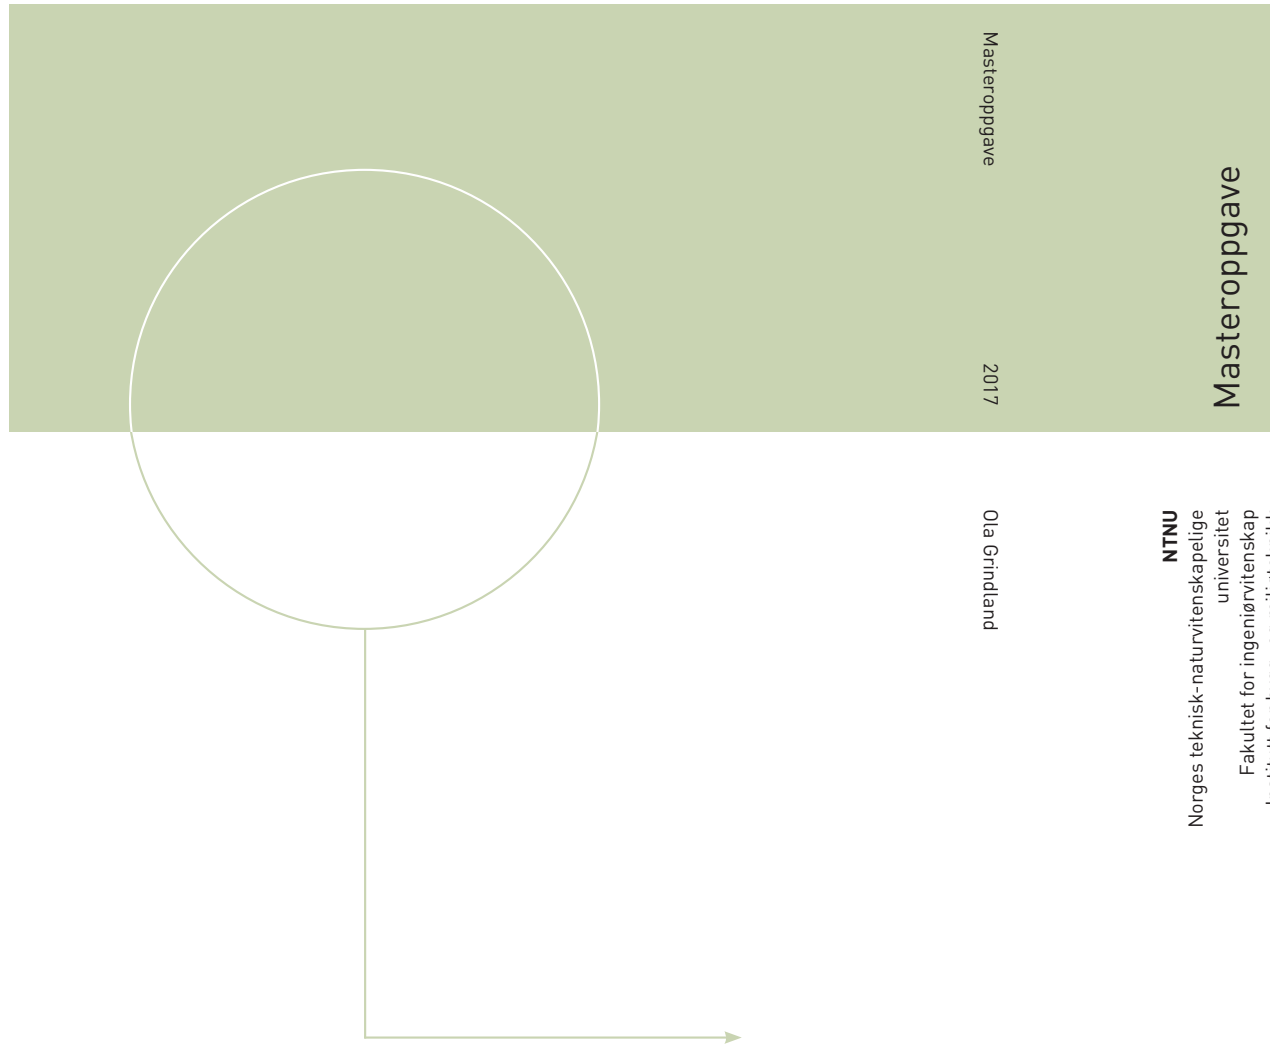 Masteroppgave
2017
Ola Grindland
Masteroppgave
NTNU
Norges teknisk-naturvitenskapelige
universitet
Fakultet for ingeniørvitenskap